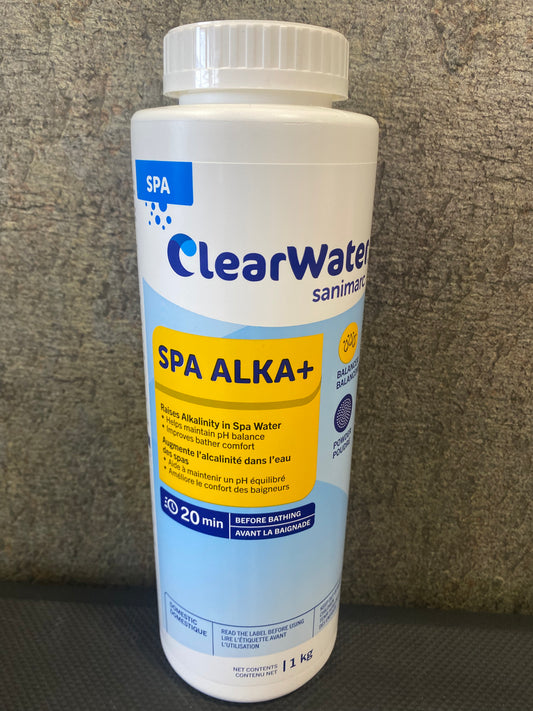 SPA
ClearWater
sanimarc
SPA ALKA+
Raises Alkalinity in Spa Water
• Helps maintain pH balance
• Improves bather comfort
Augmente l'alcalinité dans l'eau
des spas
• Aide à maintenir un pH équilibré
• Améliore le confort des baigneurs
20 min
BEFORE BATHING
AVANT LA BAIGNADE
POWDER
DOMESTIC
DOMESTIQUE
READ THE LABEL BEFORE USING
LIRE L'ÉTIQUETTE AVANT
L'UTILISATION
NET CONTENTS
CONTENU NET
1 kg